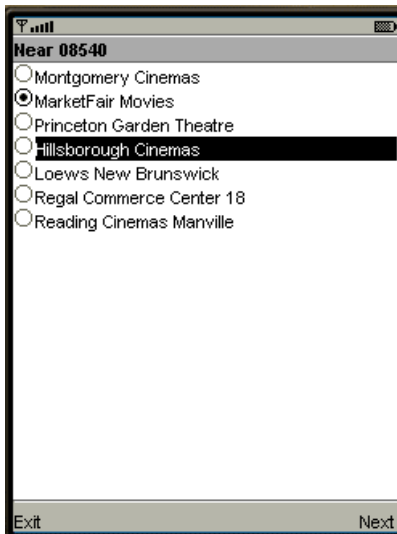 Near 08540
Montgomery Cinemas
MarketFair Movies
Princeton Garden Theatre
Hillsborough Cinemas
Loews New Brunswick
Regal Commerce Center 18
Reading Cinemas Manville
Exit Next